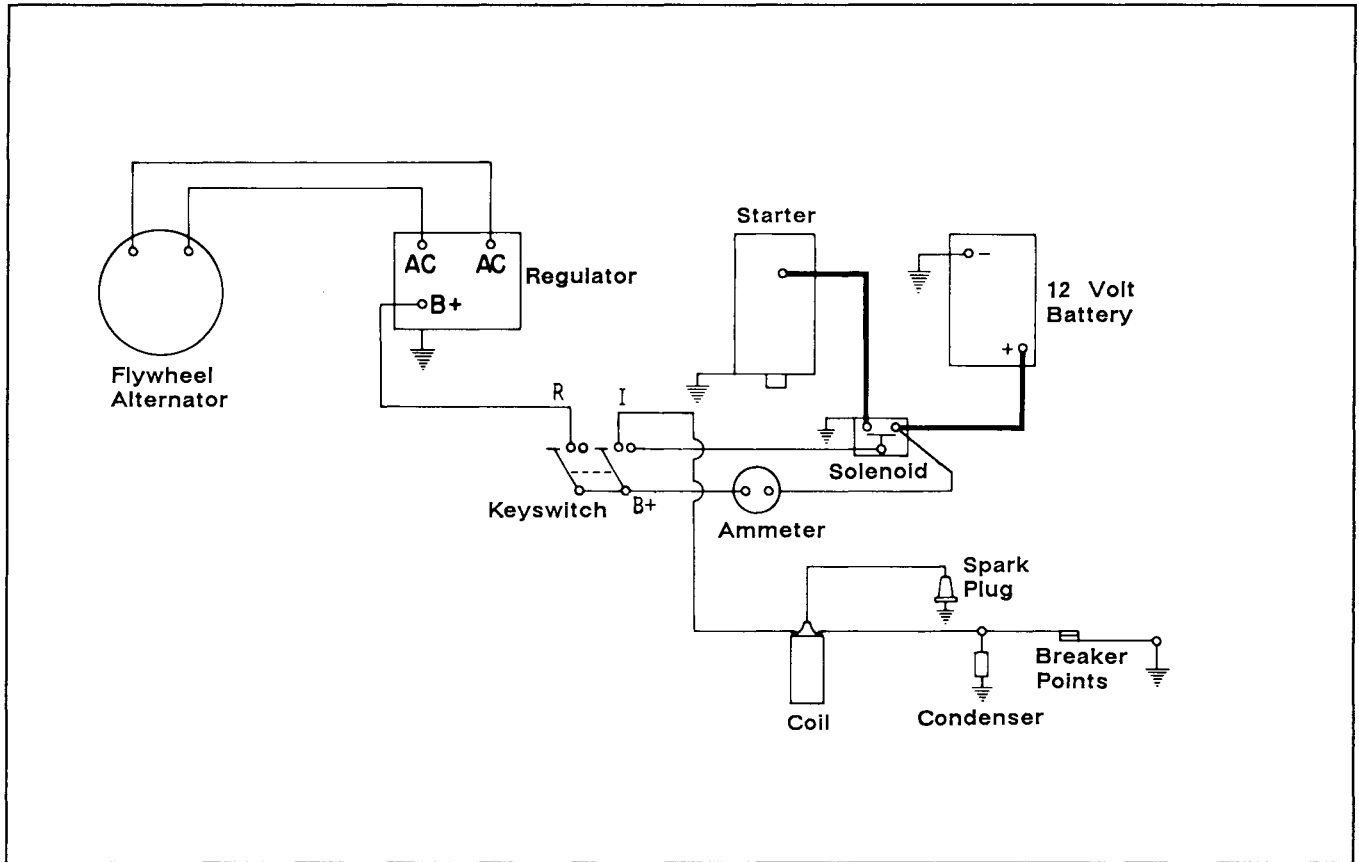 Starter
AC AC
Regulator
B+
-
12 Volt
Battery
+
Flywheel
Alternator
R I
Solenoid
Keyswitch
B+
Ammeter
Spark
Plug
Breaker
Points
Coil
Condenser